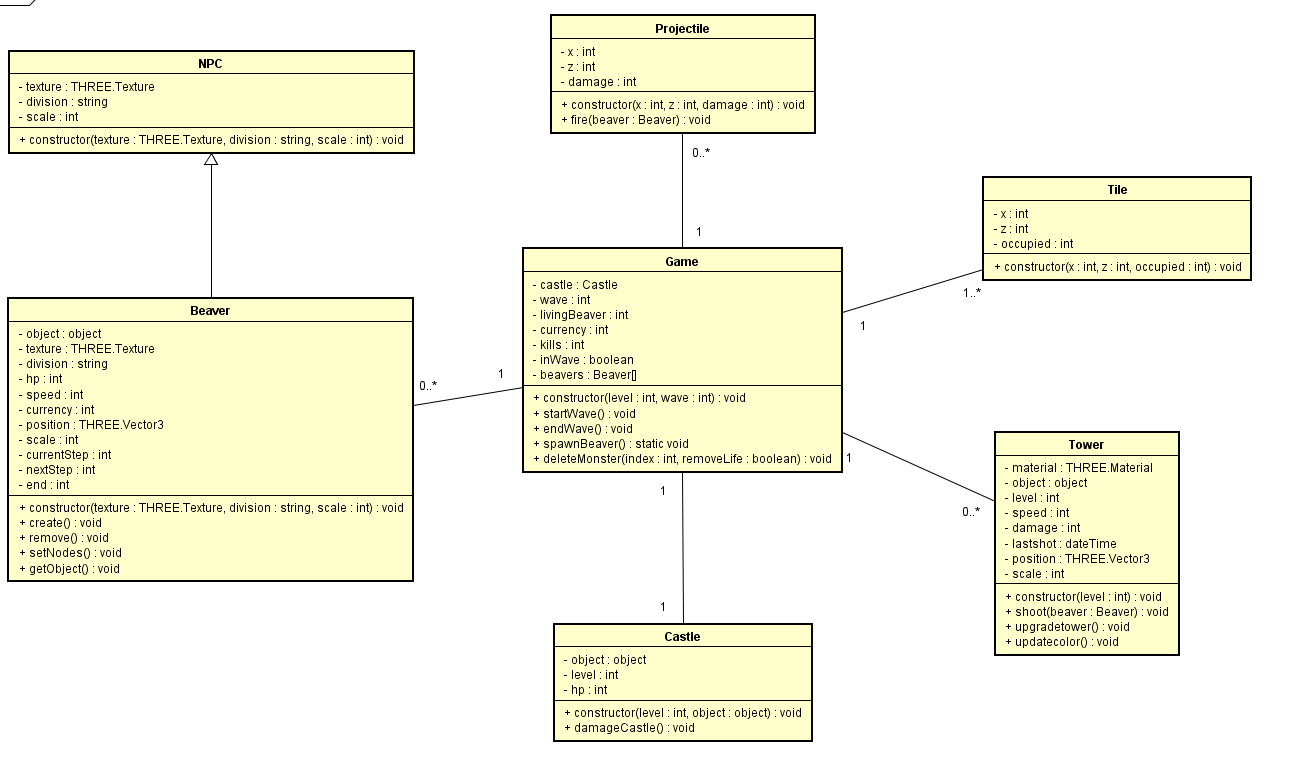 NPC
- texture : THREE.Texture
- division : string
- scale : int
+ constructor(texture : THREE.Texture, division : string, scale : int) : void
Projectile
- x : int
- z : int
- damage : int
+ constructor(x : int, z : int, damage : int) : void
+ fire(beaver : Beaver) : void
0..*
1
Tile
- x : int
- z : int
- occupied : int
+ constructor(x : int, z : int, occupied : int) : void
1..*
1
Game
- castle : Castle
- wave : int
- livingBeaver : int
- currency : int
- kills : int
- inWave : boolean
- beavers : Beaver[]
+ constructor(level : int, wave : int) : void
+ startWave() : void
+ endWave() : void
+ spawnBeaver() : static void
+ deleteMonster(index : int, removeLife : boolean) : void
Beaver
- object : object
- texture : THREE.Texture
- division : string
- hp : int
- speed : int
- currency : int
- position : THREE.Vector3
- scale : int
- currentStep : int
- nextStep : int
- end : int
+ constructor(texture : THREE.Texture, division : string, scale : int) : void
+ create() : void
+ remove() : void
+ setNodes() : void
+ getObject() : void
0..*
1
1
0..*
Tower
- material : THREE.Material
- object : object
- level : int
- speed : int
- damage : int
- lastshot : dateTime
- position : THREE.Vector3
- scale : int
+ constructor(level : int) : void
+ shoot(beaver : Beaver) : void
+ upgradetower() : void
+ updatecolor() : void
1
1
Castle
- object : object
- level : int
- hp : int
+ constructor(level : int, object : object) : void
+ damageCastle() : void